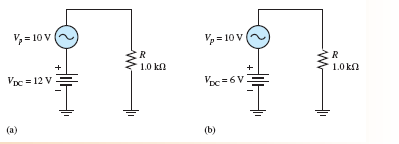 Vp = 10 V
+
VDC = 12 V
−
R
1.0 kΩ
(a)
Vp = 10 V
+
VDC = 6 V
−
R
1.0 kΩ
(b)